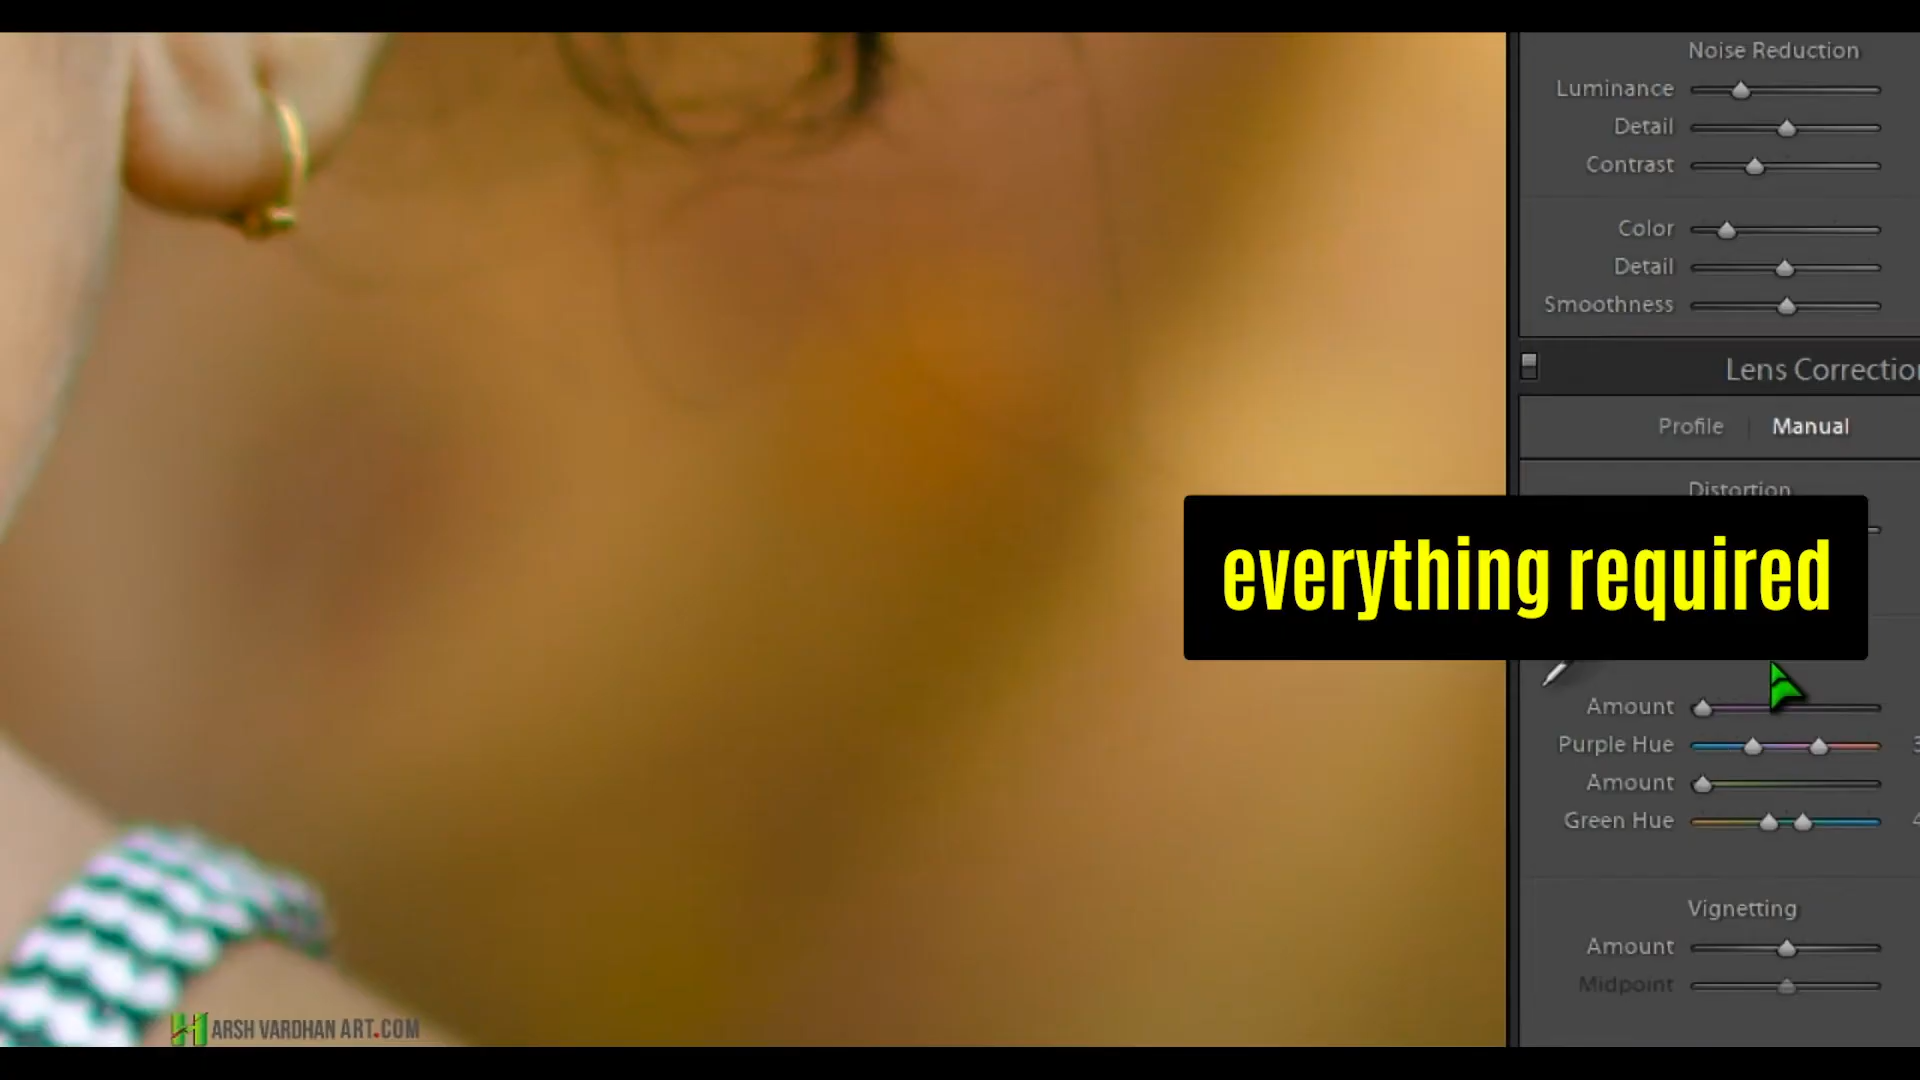 Noise Reduction
Luminance
Detail
Contrast
Color
Detail
Smoothness
Lens Correction
Profile | Manual
Distortion
everything required
Amount
Purple Hue
Amount
Green Hue
Vignetting
Amount
Midpoint
HARSH VARDHAN ART.COM